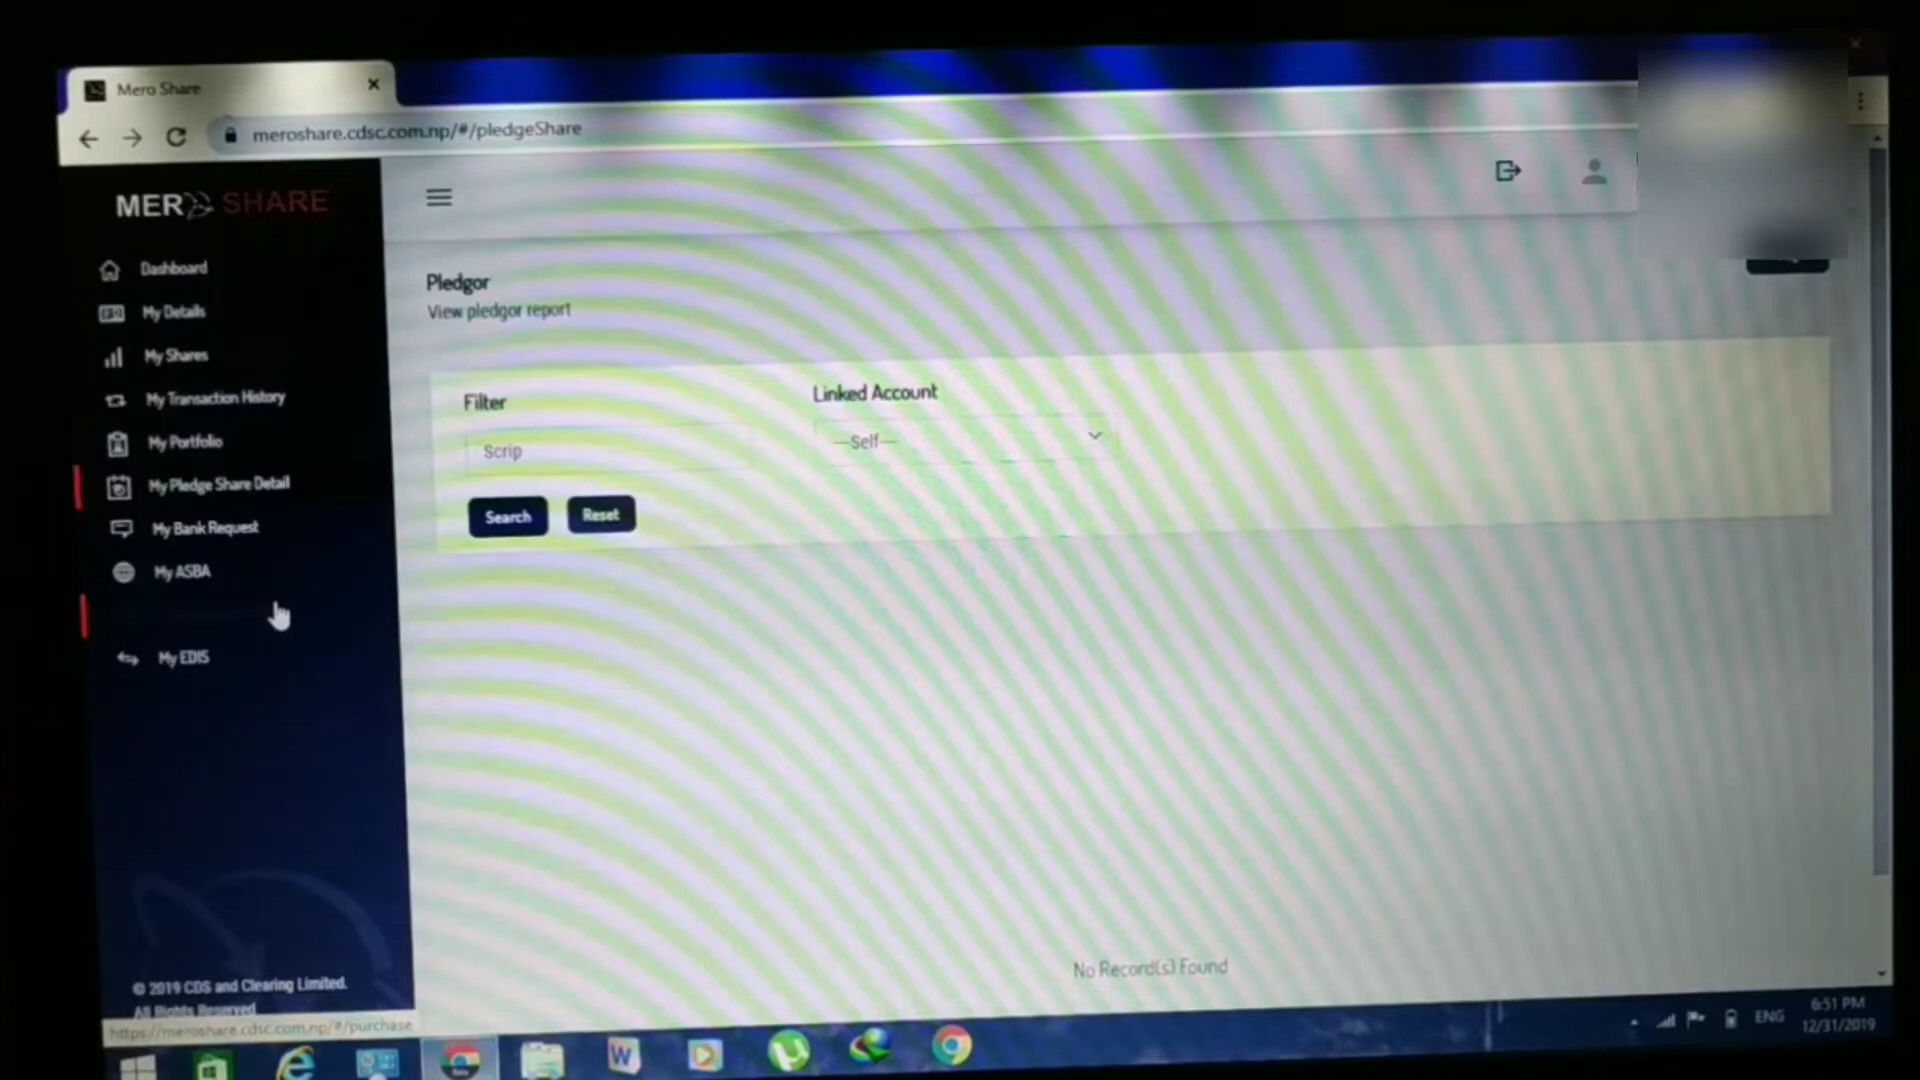 Mero Share
meroshare.cdsc.com.np/#/pledgeShare
MERO SHARE
Dashboard
My Details
My Shares
My Transaction History
My Portfolio
My Pledge Share Detail
My Bank Request
My ASBA
My EDIS
© 2019 CDS and Clearing Limited.
All Rights Reserved
https://meroshare.cdsc.com.np/#/purchase
Pledgor
View pledgor report
Filter
Linked Account
Scrip
---Self---
Search
Reset
No Record(s) Found
ENG
6:51 PM
12/31/2019